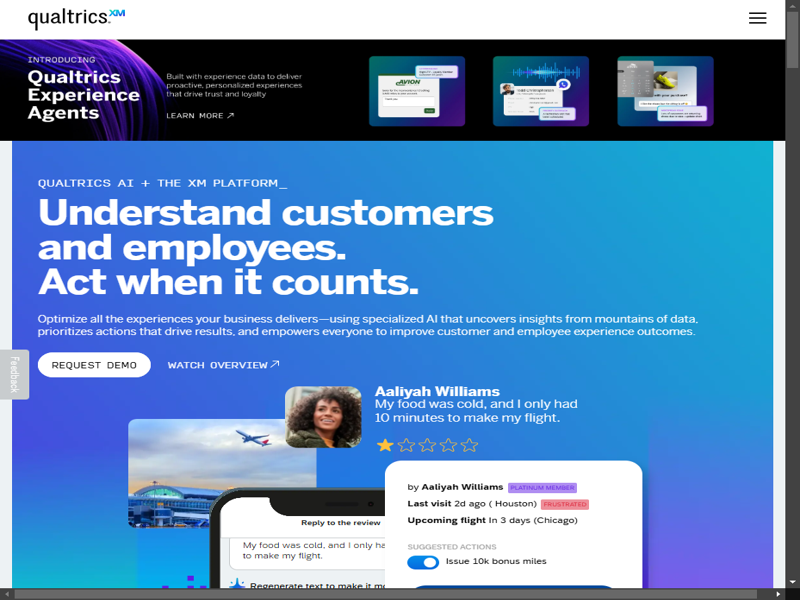 qualtrics.XM
INTRODUCING
Qualtrics
Experience
Agents
Built with experience data to deliver
proactive, personalized experiences
that drive trust and loyalty
LEARN MORE
AVION
QUALTRICS AI + THE XM PLATFORM_
Understand customers
and employees.
Act when it counts.
Optimize all the experiences your business delivers—using specialized AI that uncovers insights from mountains of data,
prioritizes actions that drive results, and empowers everyone to improve customer and employee experience outcomes.
REQUEST DEMO
WATCH OVERVIEW
Feedback
Aaliyah Williams
My food was cold, and I only had
10 minutes to make my flight.
by Aaliyah Williams PLATINUM MEMBER
Last visit 2d ago ( Houston) FRUSTRATED
Upcoming flight In 3 days (Chicago)
SUGGESTED ACTIONS
Issue 10k bonus miles
Reply to the review
My food was cold, and I only ha
to make my flight.
Regenerate text to make it mo